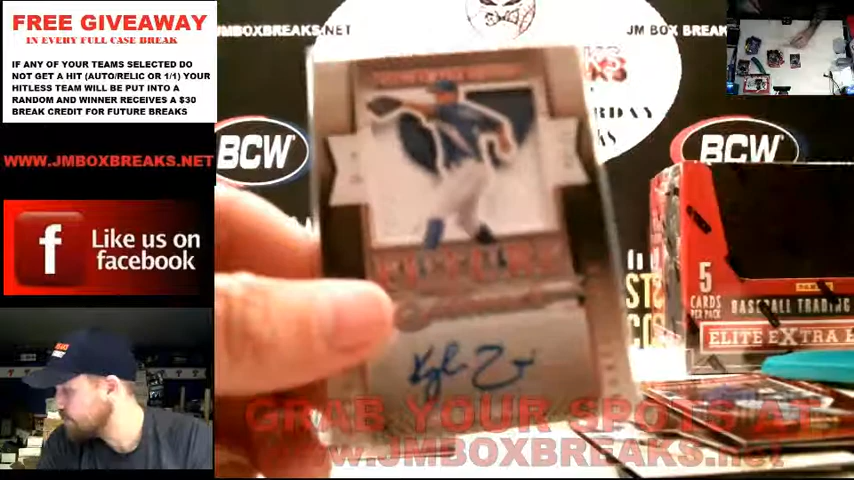 FREE GIVEAWAY
IN EVERY FULL CASE BREAK
IF ANY OF YOUR TEAMS SELECTED DO
NOT GET A HIT (AUTO/RELIC OR 1/1) YOUR
HITLESS TEAM WILL BE PUT INTO A
RANDOM AND WINNER RECEIVES A $30
BREAK CREDIT FOR FUTURE BREAKS
WWW.JMBOXBREAKS.NET
f
Like us on
facebook
JMBOXBREAKS.NET
JM BOX BREAK
BCW
BCW
FUTURE
5
CARDS
PER PACK
PANINI
BASEBALL TRADING
ELITE EXTRA E
GRAB YOUR SPOTS AT
WWW.JMBOXBREAKS.net